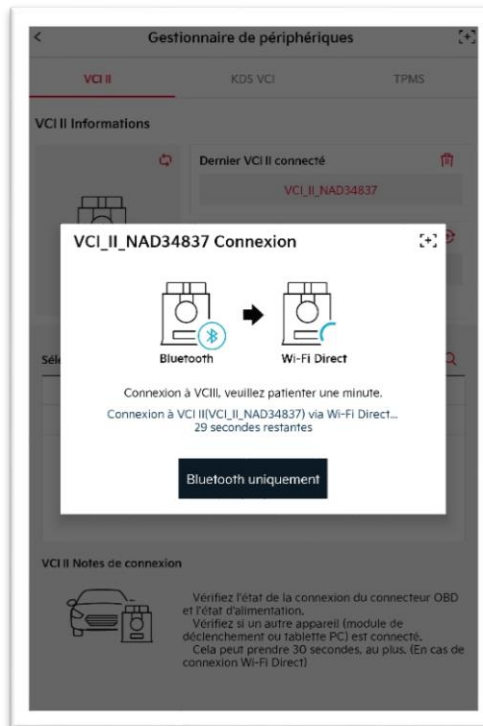 Gestionnaire de périphériques
VCI II
KDS VCI
TPMS
VCI II Informations
Dernier VCI II connecté
VCI_II_NAD34837
VCI_II_NAD34837 Connexion
Bluetooth
Wi-Fi Direct
Connexion à VCIII, veuillez patienter une minute.
Connexion à VCI II(VCI_II_NAD34837) via Wi-Fi Direct...
29 secondes restantes
Bluetooth uniquement
VCI II Notes de connexion
Vérifiez l'état de la connexion du connecteur OBD
et l'état d'alimentation.
Vérifiez si un autre appareil (module de
déclenchement ou tablette PC) est connecté.
Cela peut prendre 30 secondes, au plus. (En cas de
connexion Wi-Fi Direct)